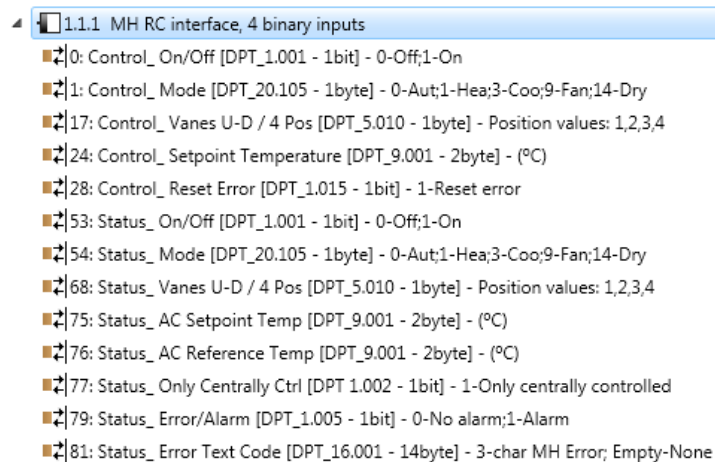 1.1.1 MH RC interface, 4 binary inputs
0: Control_ On/Off [DPT_1.001 - 1bit] - 0-Off;1-On
1: Control_ Mode [DPT_20.105 - 1byte] - 0-Aut;1-Hea;3-Coo;9-Fan;14-Dry
17: Control_ Vanes U-D / 4 Pos [DPT_5.010 - 1byte] - Position values: 1,2,3,4
24: Control_ Setpoint Temperature [DPT_9.001 - 2byte] - (ºC)
28: Control_ Reset Error [DPT_1.015 - 1bit] - 1-Reset error
53: Status_ On/Off [DPT_1.001 - 1bit] - 0-Off;1-On
54: Status_ Mode [DPT_20.105 - 1byte] - 0-Aut;1-Hea;3-Coo;9-Fan;14-Dry
68: Status_ Vanes U-D / 4 Pos [DPT_5.010 - 1byte] - Position values: 1,2,3,4
75: Status_ AC Setpoint Temp [DPT_9.001 - 2byte] - (ºC)
76: Status_ AC Reference Temp [DPT_9.001 - 2byte] - (ºC)
77: Status_ Only Centrally Ctrl [DPT 1.002 - 1bit] - 1-Only centrally controlled
79: Status_ Error/Alarm [DPT_1.005 - 1bit] - 0-No alarm;1-Alarm
81: Status_ Error Text Code [DPT_16.001 - 14byte] - 3-char MH Error; Empty-None